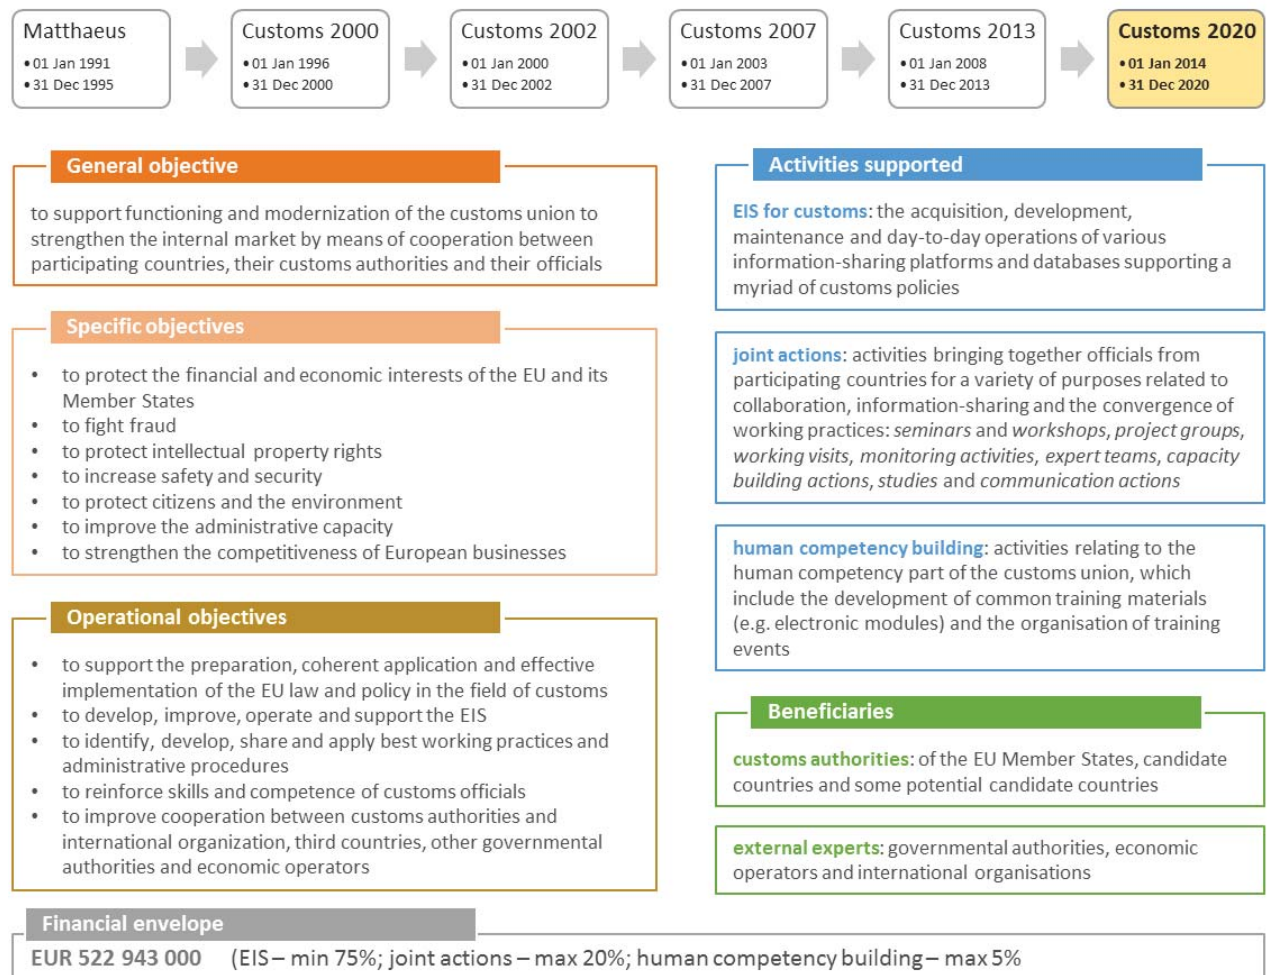 Matthaeus
• 01 Jan 1991
• 31 Dec 1995
Customs 2000
• 01 Jan 1996
• 31 Dec 2000
Customs 2002
• 01 Jan 2000
• 31 Dec 2002
Customs 2007
• 01 Jan 2003
• 31 Dec 2007
Customs 2013
• 01 Jan 2008
• 31 Dec 2013
Customs 2020
• 01 Jan 2014
• 31 Dec 2020
General objective
to support functioning and modernization of the customs union to
strengthen the internal market by means of cooperation between
participating countries, their customs authorities and their officials
Specific objectives
• to protect the financial and economic interests of the EU and its
Member States
• to fight fraud
• to protect intellectual property rights
• to increase safety and security
• to protect citizens and the environment
• to improve the administrative capacity
• to strengthen the competitiveness of European businesses
Operational objectives
• to support the preparation, coherent application and effective
implementation of the EU law and policy in the field of customs
• to develop, improve, operate and support the EIS
• to identify, develop, share and apply best working practices and
administrative procedures
• to reinforce skills and competence of customs officials
• to improve cooperation between customs authorities and
international organization, third countries, other governmental
authorities and economic operators
Activities supported
EIS for customs: the acquisition, development,
maintenance and day-to-day operations of various
information-sharing platforms and databases supporting a
myriad of customs policies
joint actions: activities bringing together officials from
participating countries for a variety of purposes related to
collaboration, information-sharing and the convergence of
working practices: seminars and workshops, project groups,
working visits, monitoring activities, expert teams, capacity
building actions, studies and communication actions
human competency building: activities relating to the
human competency part of the customs union, which
include the development of common training materials
(e.g. electronic modules) and the organisation of training
events
Beneficiaries
customs authorities: of the EU Member States, candidate
countries and some potential candidate countries
external experts: governmental authorities, economic
operators and international organisations
Financial envelope
EUR 522 943 000 (EIS – min 75%; joint actions – max 20%; human competency building – max 5%